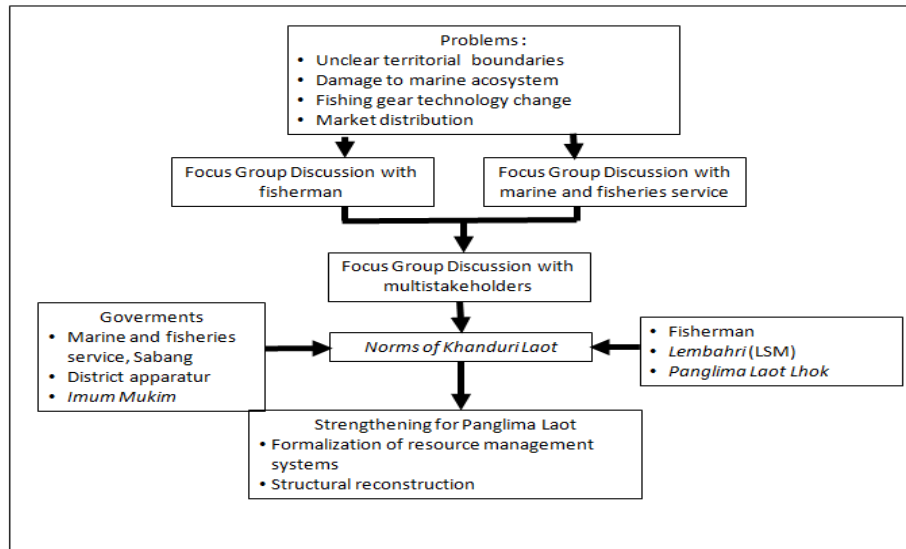 Problems :
• Unclear territorial boundaries
• Damage to marine acosystem
• Fishing gear technology change
• Market distribution
Focus Group Discussion with
fisherman
Focus Group Discussion with
marine and fisheries service
Focus Group Discussion with
multistakeholders
Goverments
• Marine and fisheries
service, Sabang
• District apparatur
• Imum Mukim
Norms of Khanduri Laot
• Fisherman
• Lembahri (LSM)
• Panglima Laot Lhok
Strengthening for Panglima Laot
• Formalization of resource management
systems
• Structural reconstruction